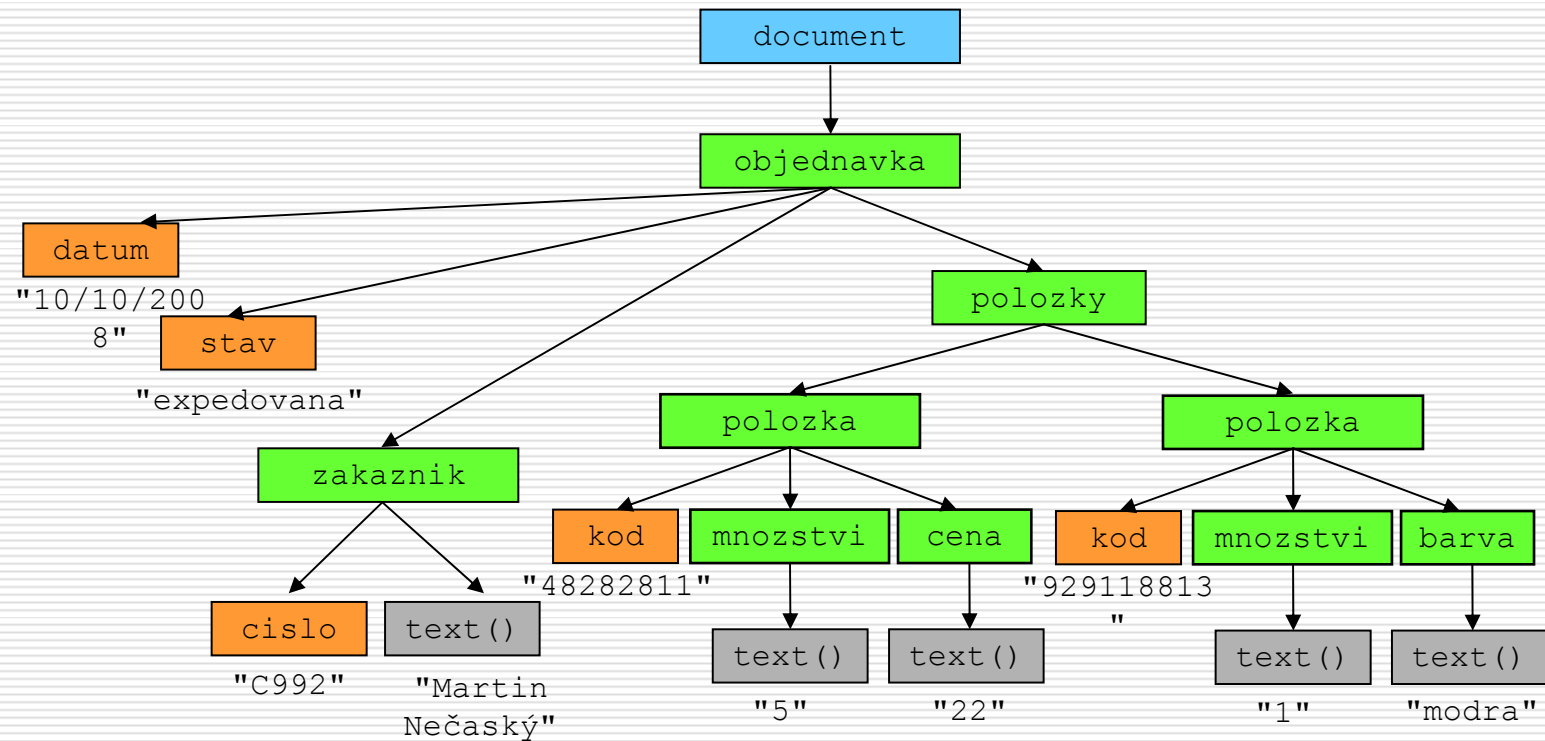 document
objednavka
datum
"10/10/200
8"
stav
"expedovana"
polozky
polozka
polozka
zakaznik
kod
"48282811"
mnozstvi
cena
kod
"929118813
"
mnozstvi
barva
cislo
"C992"
text()
"Martin
Nečaský"
text()
"5"
text()
"22"
text()
"1"
text()
"modra"